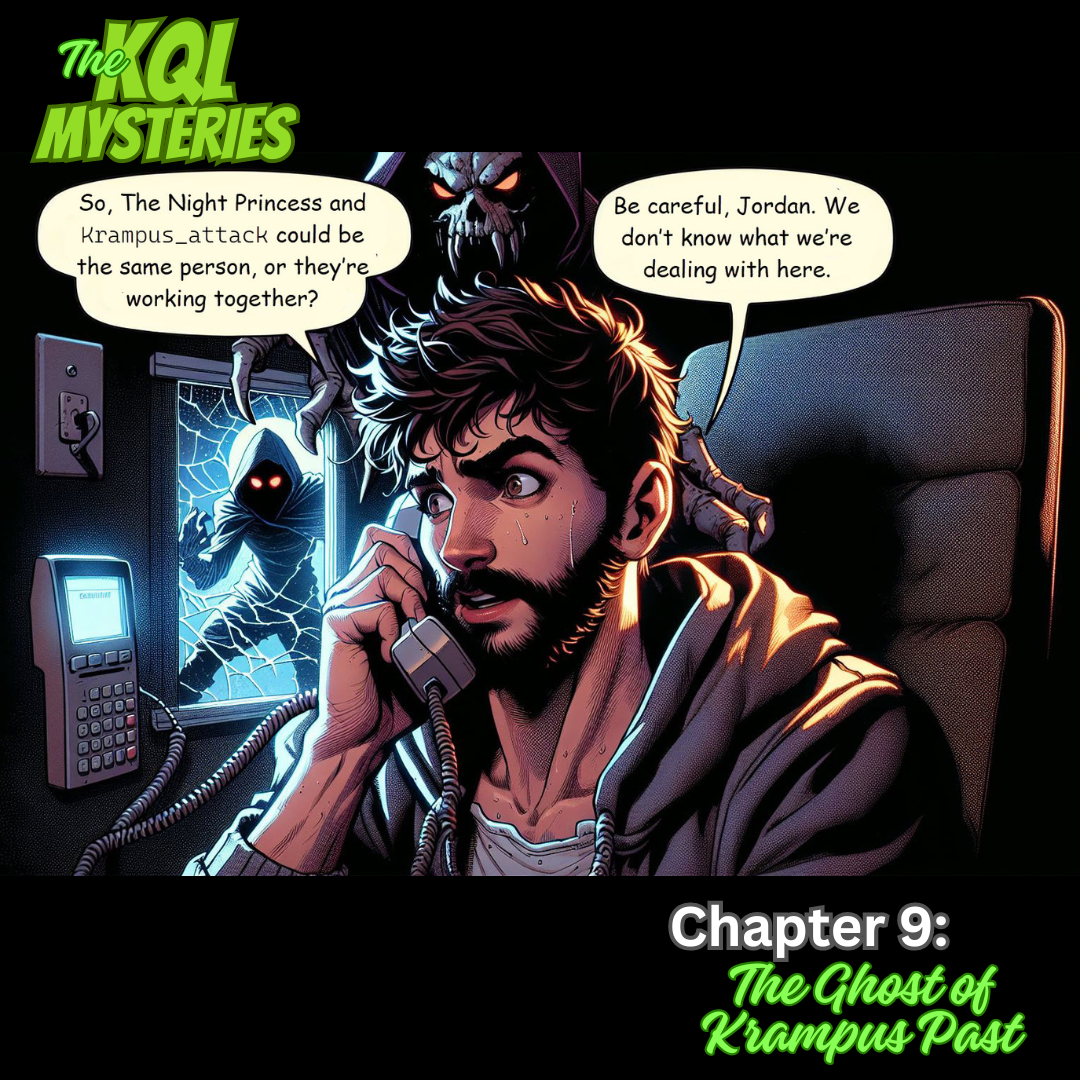 The KQL
MYSTERIES
So, The Night Princess and
Krampus_attack could be
the same person, or they're
working together?
Be careful, Jordan. We
don't know what we're
dealing with here.
Chapter 9:
The Ghost of
Krampus Past